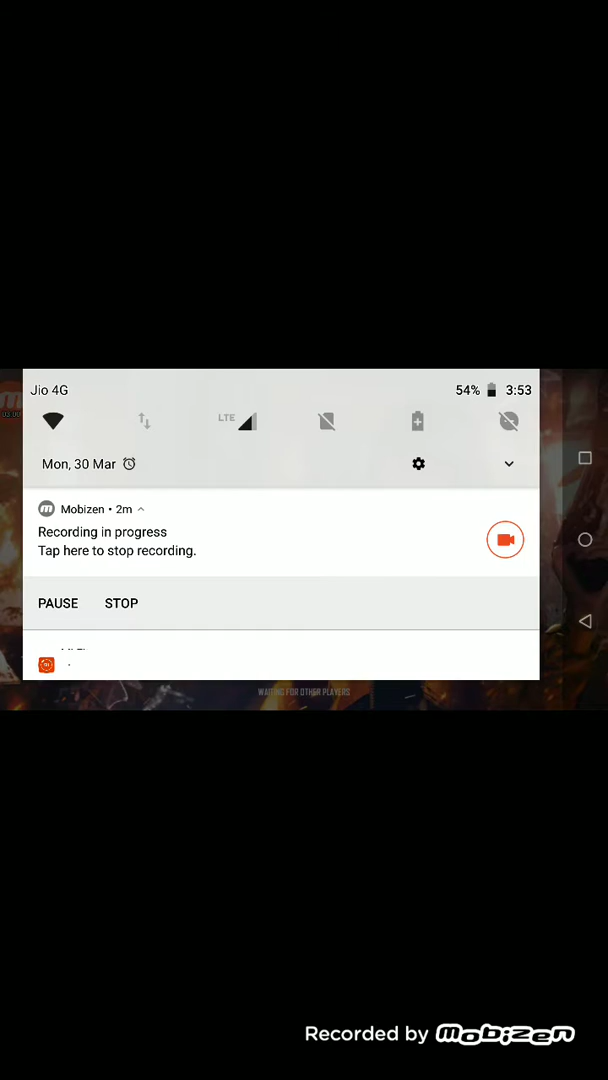 Jio 4G
54%
3:53
LTE
Mon, 30 Mar
Mobizen • 2m
Recording in progress
Tap here to stop recording.
PAUSE
STOP
WAITING FOR OTHER PLAYERS
Recorded by mobizen